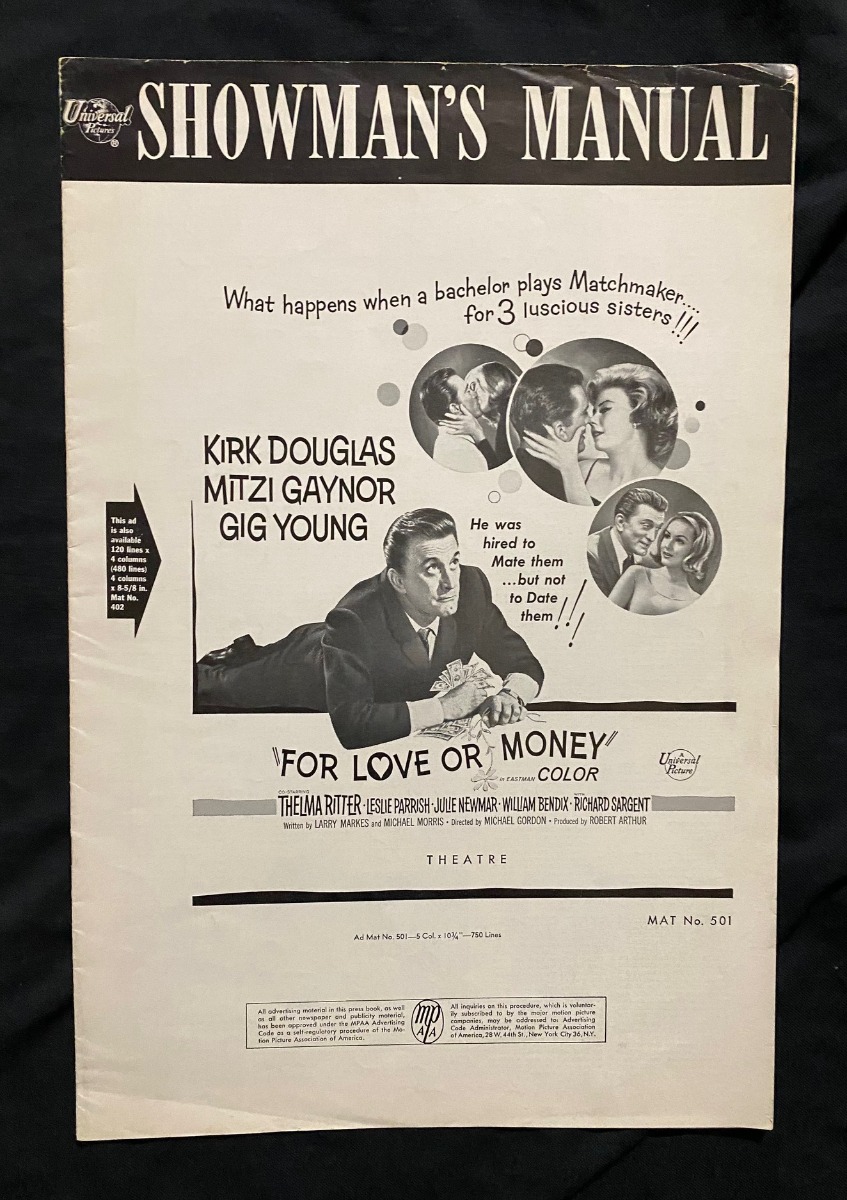 Universal
Pictures
®
SHOWMAN'S MANUAL
What happens when a bachelor plays Matchmaker....
for 3 luscious sisters!!!
KIRK DOUGLAS
MITZI GAYNOR
GIG YOUNG
This ad
is also
available
120 lines x
4 columns
(480 lines)
4 columns
x 8-5/8 in.
Mat No.
402
He was
hired to
Mate them
...but not
to Date
them!!!
"FOR LOVE OR MONEY"
in EASTMAN COLOR
A
Universal
Picture
CO-STARRING
WITH
THELMA RITTER · LESLIE PARRISH · JULIE NEWMAR · WILLIAM BENDIX · RICHARD SARGENT
Written by LARRY MARKES and MICHAEL MORRIS • Directed by MICHAEL GORDON • Produced by ROBERT ARTHUR
THEATRE
MAT No. 501
Ad Mat No. 501—5 Col. x 10¾"—750 Lines
All advertising material in this press book, as well
as all other newspaper and publicity material,
has been approved under the MPAA Advertising
Code as a self-regulatory procedure of the Mo-
tion Picture Association of America.
mp
AA
All inquiries on this procedure, which is voluntar-
ily subscribed to by the major motion picture
companies, may be addressed to: Advertising
Code Administrator, Motion Picture Association
of America, 28 W. 44th St., New York City 36, N.Y.